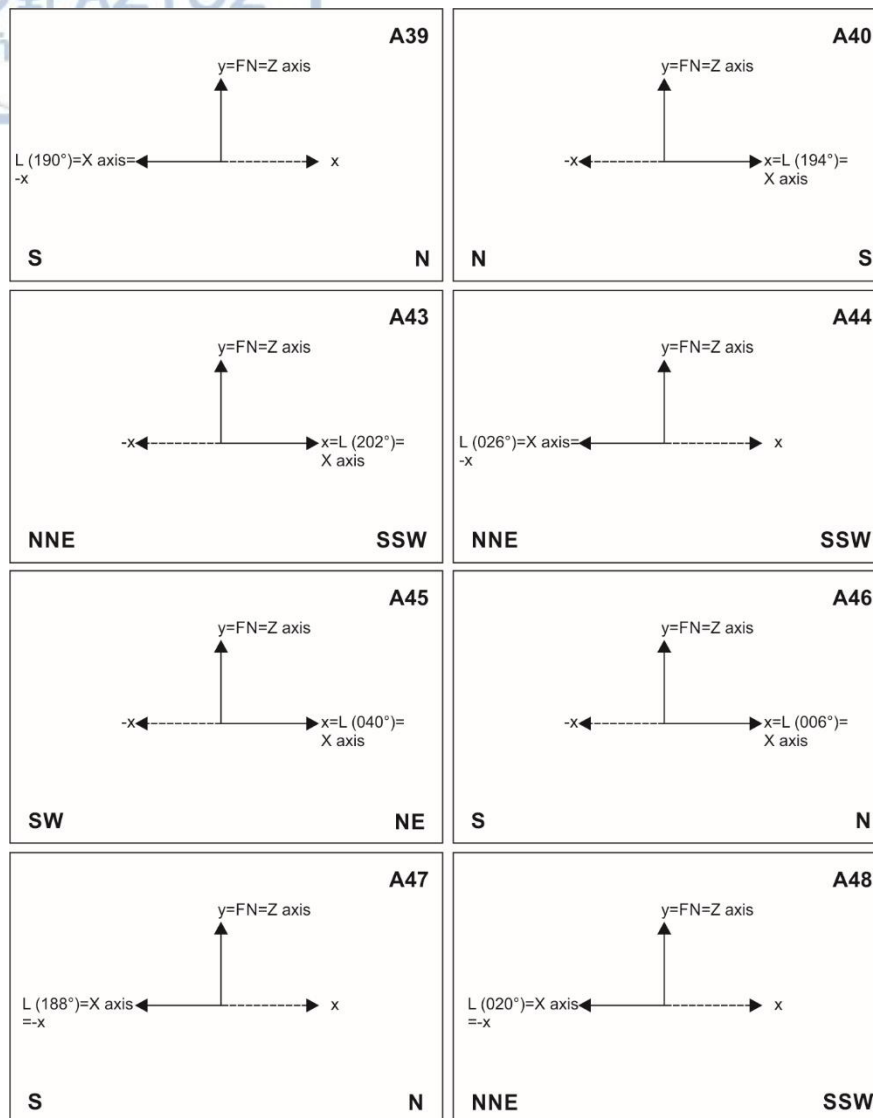 A39
y=FN=Z axis
L (190°)=X axis=
-x
x
S
N
A40
y=FN=Z axis
-x
x=L (194°)=
X axis
N
S
A43
y=FN=Z axis
-x
x=L (202°)=
X axis
NNE
SSW
A44
y=FN=Z axis
L (026°)=X axis=
-x
x
NNE
SSW
A45
y=FN=Z axis
-x
x=L (040°)=
X axis
SW
NE
A46
y=FN=Z axis
-x
x=L (006°)=
X axis
S
N
A47
y=FN=Z axis
L (188°)=X axis
=-x
x
S
N
A48
y=FN=Z axis
L (020°)=X axis
=-x
x
NNE
SSW